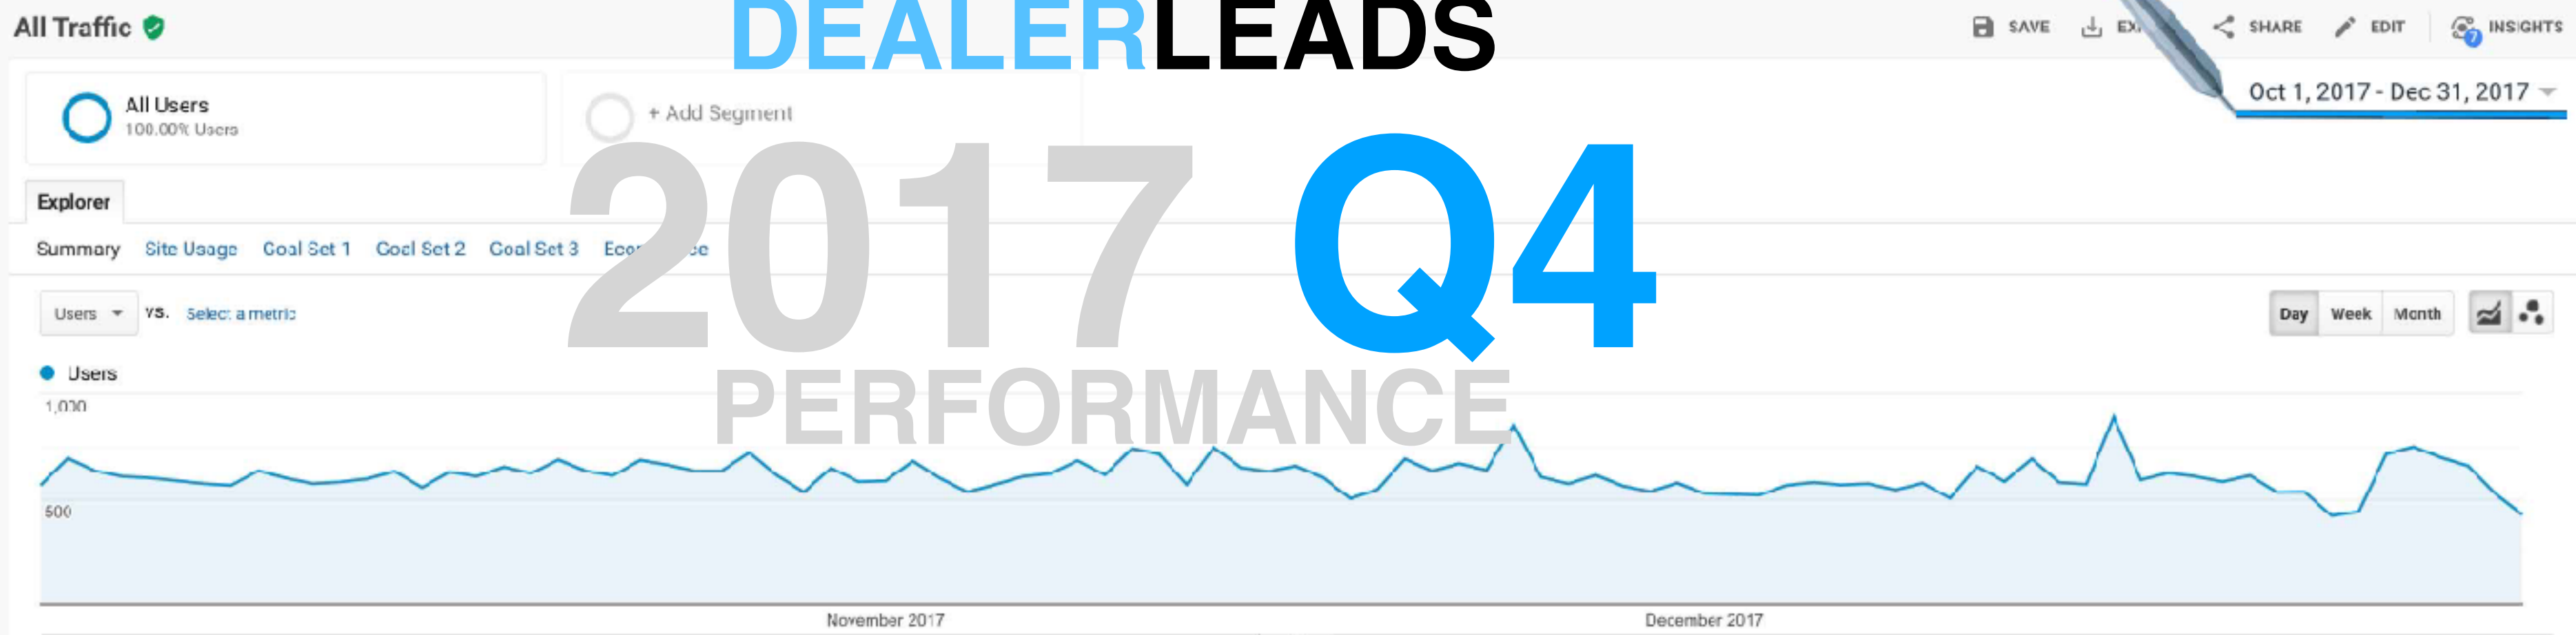 All Traffic
DEALERLEADS
SAVE
SHARE
EDIT
INSIGHTS
7
All Users
100.00% Users
+ Add Segment
Oct 1, 2017 - Dec 31, 2017
2017 Q4
Explorer
Summary Site Usage Goal Set 1 Goal Set 2 Goal Set 3
Users VS. Select a metric
Day Week Month
PERFORMANCE
Users
1,000
500
November 2017 December 2017